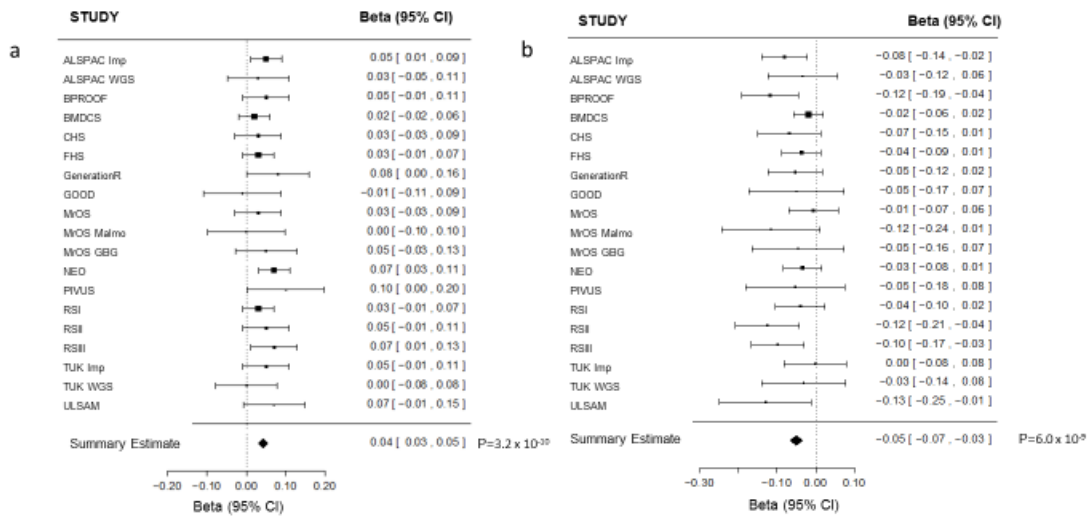 a
STUDY Beta (95% CI)
ALSPAC Imp 0.05 [ 0.01 , 0.09 ]
ALSPAC WGS 0.03 [ −0.05 , 0.11 ]
BPROOF 0.05 [ −0.01 , 0.11 ]
BMDCS 0.02 [ −0.02 , 0.06 ]
CHS 0.03 [ −0.03 , 0.09 ]
FHS 0.03 [ −0.01 , 0.07 ]
GenerationR 0.08 [ 0.00 , 0.16 ]
GOOD −0.01 [ −0.11 , 0.09 ]
MrOS 0.03 [ −0.03 , 0.09 ]
MrOS Malmo 0.00 [ −0.10 , 0.10 ]
MrOS GBG 0.05 [ −0.03 , 0.13 ]
NEO 0.07 [ 0.03 , 0.11 ]
PIVUS 0.10 [ 0.00 , 0.20 ]
RSI 0.03 [ −0.01 , 0.07 ]
RSII 0.05 [ −0.01 , 0.11 ]
RSIII 0.07 [ 0.01 , 0.13 ]
TUK Imp 0.05 [ −0.01 , 0.11 ]
TUK WGS 0.00 [ −0.08 , 0.08 ]
ULSAM 0.07 [ −0.01 , 0.15 ]
Summary Estimate 0.04 [ 0.03 , 0.05 ] P=3.2 x 10⁻¹⁰
−0.20 −0.10 0.00 0.10 0.20
Beta (95% CI)
b
STUDY Beta (95% CI)
ALSPAC Imp −0.08 [ −0.14 , −0.02 ]
ALSPAC WGS −0.03 [ −0.12 , 0.06 ]
BPROOF −0.12 [ −0.19 , −0.04 ]
BMDCS −0.02 [ −0.06 , 0.02 ]
CHS −0.07 [ −0.15 , 0.01 ]
FHS −0.04 [ −0.09 , 0.01 ]
GenerationR −0.05 [ −0.12 , 0.02 ]
GOOD −0.05 [ −0.17 , 0.07 ]
MrOS −0.01 [ −0.07 , 0.06 ]
MrOS Malmo −0.12 [ −0.24 , 0.01 ]
MrOS GBG −0.05 [ −0.16 , 0.07 ]
NEO −0.03 [ −0.08 , 0.01 ]
PIVUS −0.05 [ −0.18 , 0.08 ]
RSI −0.04 [ −0.10 , 0.02 ]
RSII −0.12 [ −0.21 , −0.04 ]
RSIII −0.10 [ −0.17 , −0.03 ]
TUK Imp 0.00 [ −0.08 , 0.08 ]
TUK WGS −0.03 [ −0.14 , 0.08 ]
ULSAM −0.13 [ −0.25 , −0.01 ]
Summary Estimate −0.05 [ −0.07 , −0.03 ] P=6.0 x 10⁻⁹
−0.30 −0.10 0.00 0.10
Beta (95% CI)